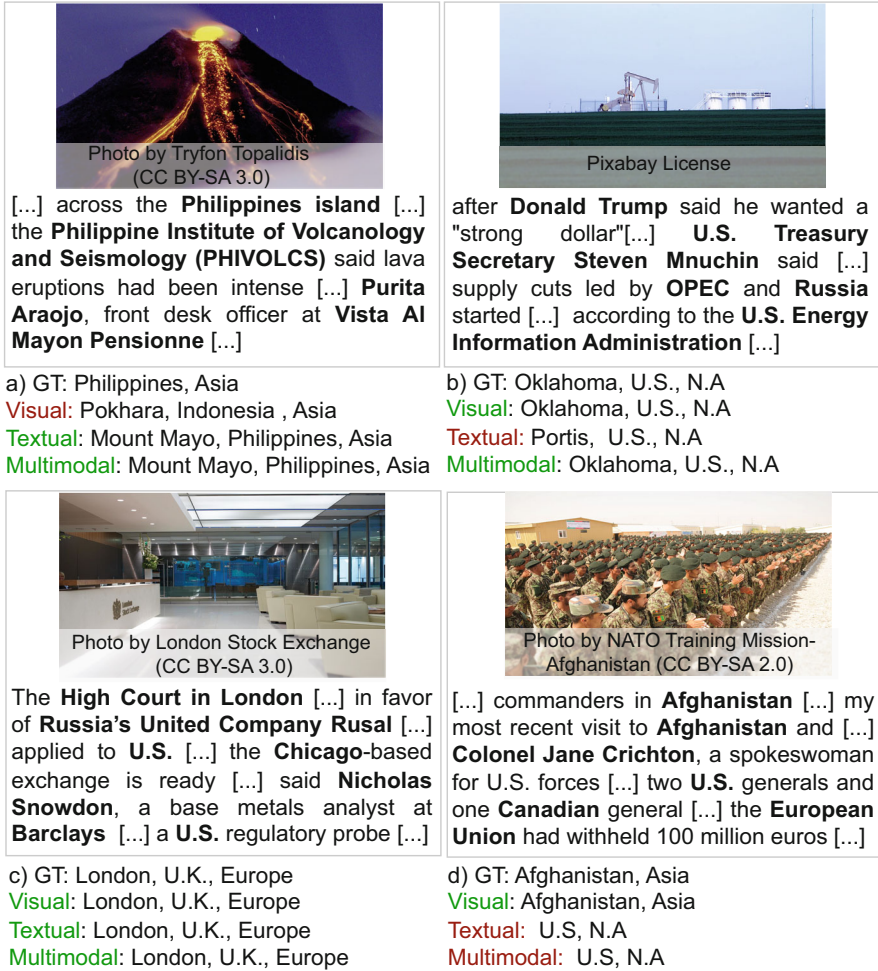 Photo by Tryfon Topalidis
(CC BY-SA 3.0)
[...] across the Philippines island [...]
the Philippine Institute of Volcanology
and Seismology (PHIVOLCS) said lava
eruptions had been intense [...] Purita
Araojo, front desk officer at Vista Al
Mayon Pensionne [...]
a) GT: Philippines, Asia
Visual: Pokhara, Indonesia , Asia
Textual: Mount Mayo, Philippines, Asia
Multimodal: Mount Mayo, Philippines, Asia
Pixabay License
after Donald Trump said he wanted a
"strong dollar"[...] U.S. Treasury
Secretary Steven Mnuchin said [...]
supply cuts led by OPEC and Russia
started [...] according to the U.S. Energy
Information Administration [...]
b) GT: Oklahoma, U.S., N.A
Visual: Oklahoma, U.S., N.A
Textual: Portis, U.S., N.A
Multimodal: Oklahoma, U.S., N.A
London
Stock Exchange
Photo by London Stock Exchange
(CC BY-SA 3.0)
The High Court in London [...] in favor
of Russia's United Company Rusal [...]
applied to U.S. [...] the Chicago-based
exchange is ready [...] said Nicholas
Snowdon, a base metals analyst at
Barclays [...] a U.S. regulatory probe [...]
c) GT: London, U.K., Europe
Visual: London, U.K., Europe
Textual: London, U.K., Europe
Multimodal: London, U.K., Europe
Photo by NATO Training Mission-
Afghanistan (CC BY-SA 2.0)
[...] commanders in Afghanistan [...] my
most recent visit to Afghanistan and [...]
Colonel Jane Crichton, a spokeswoman
for U.S. forces [...] two U.S. generals and
one Canadian general [...] the European
Union had withheld 100 million euros [...]
d) GT: Afghanistan, Asia
Visual: Afghanistan, Asia
Textual: U.S, N.A
Multimodal: U.S, N.A